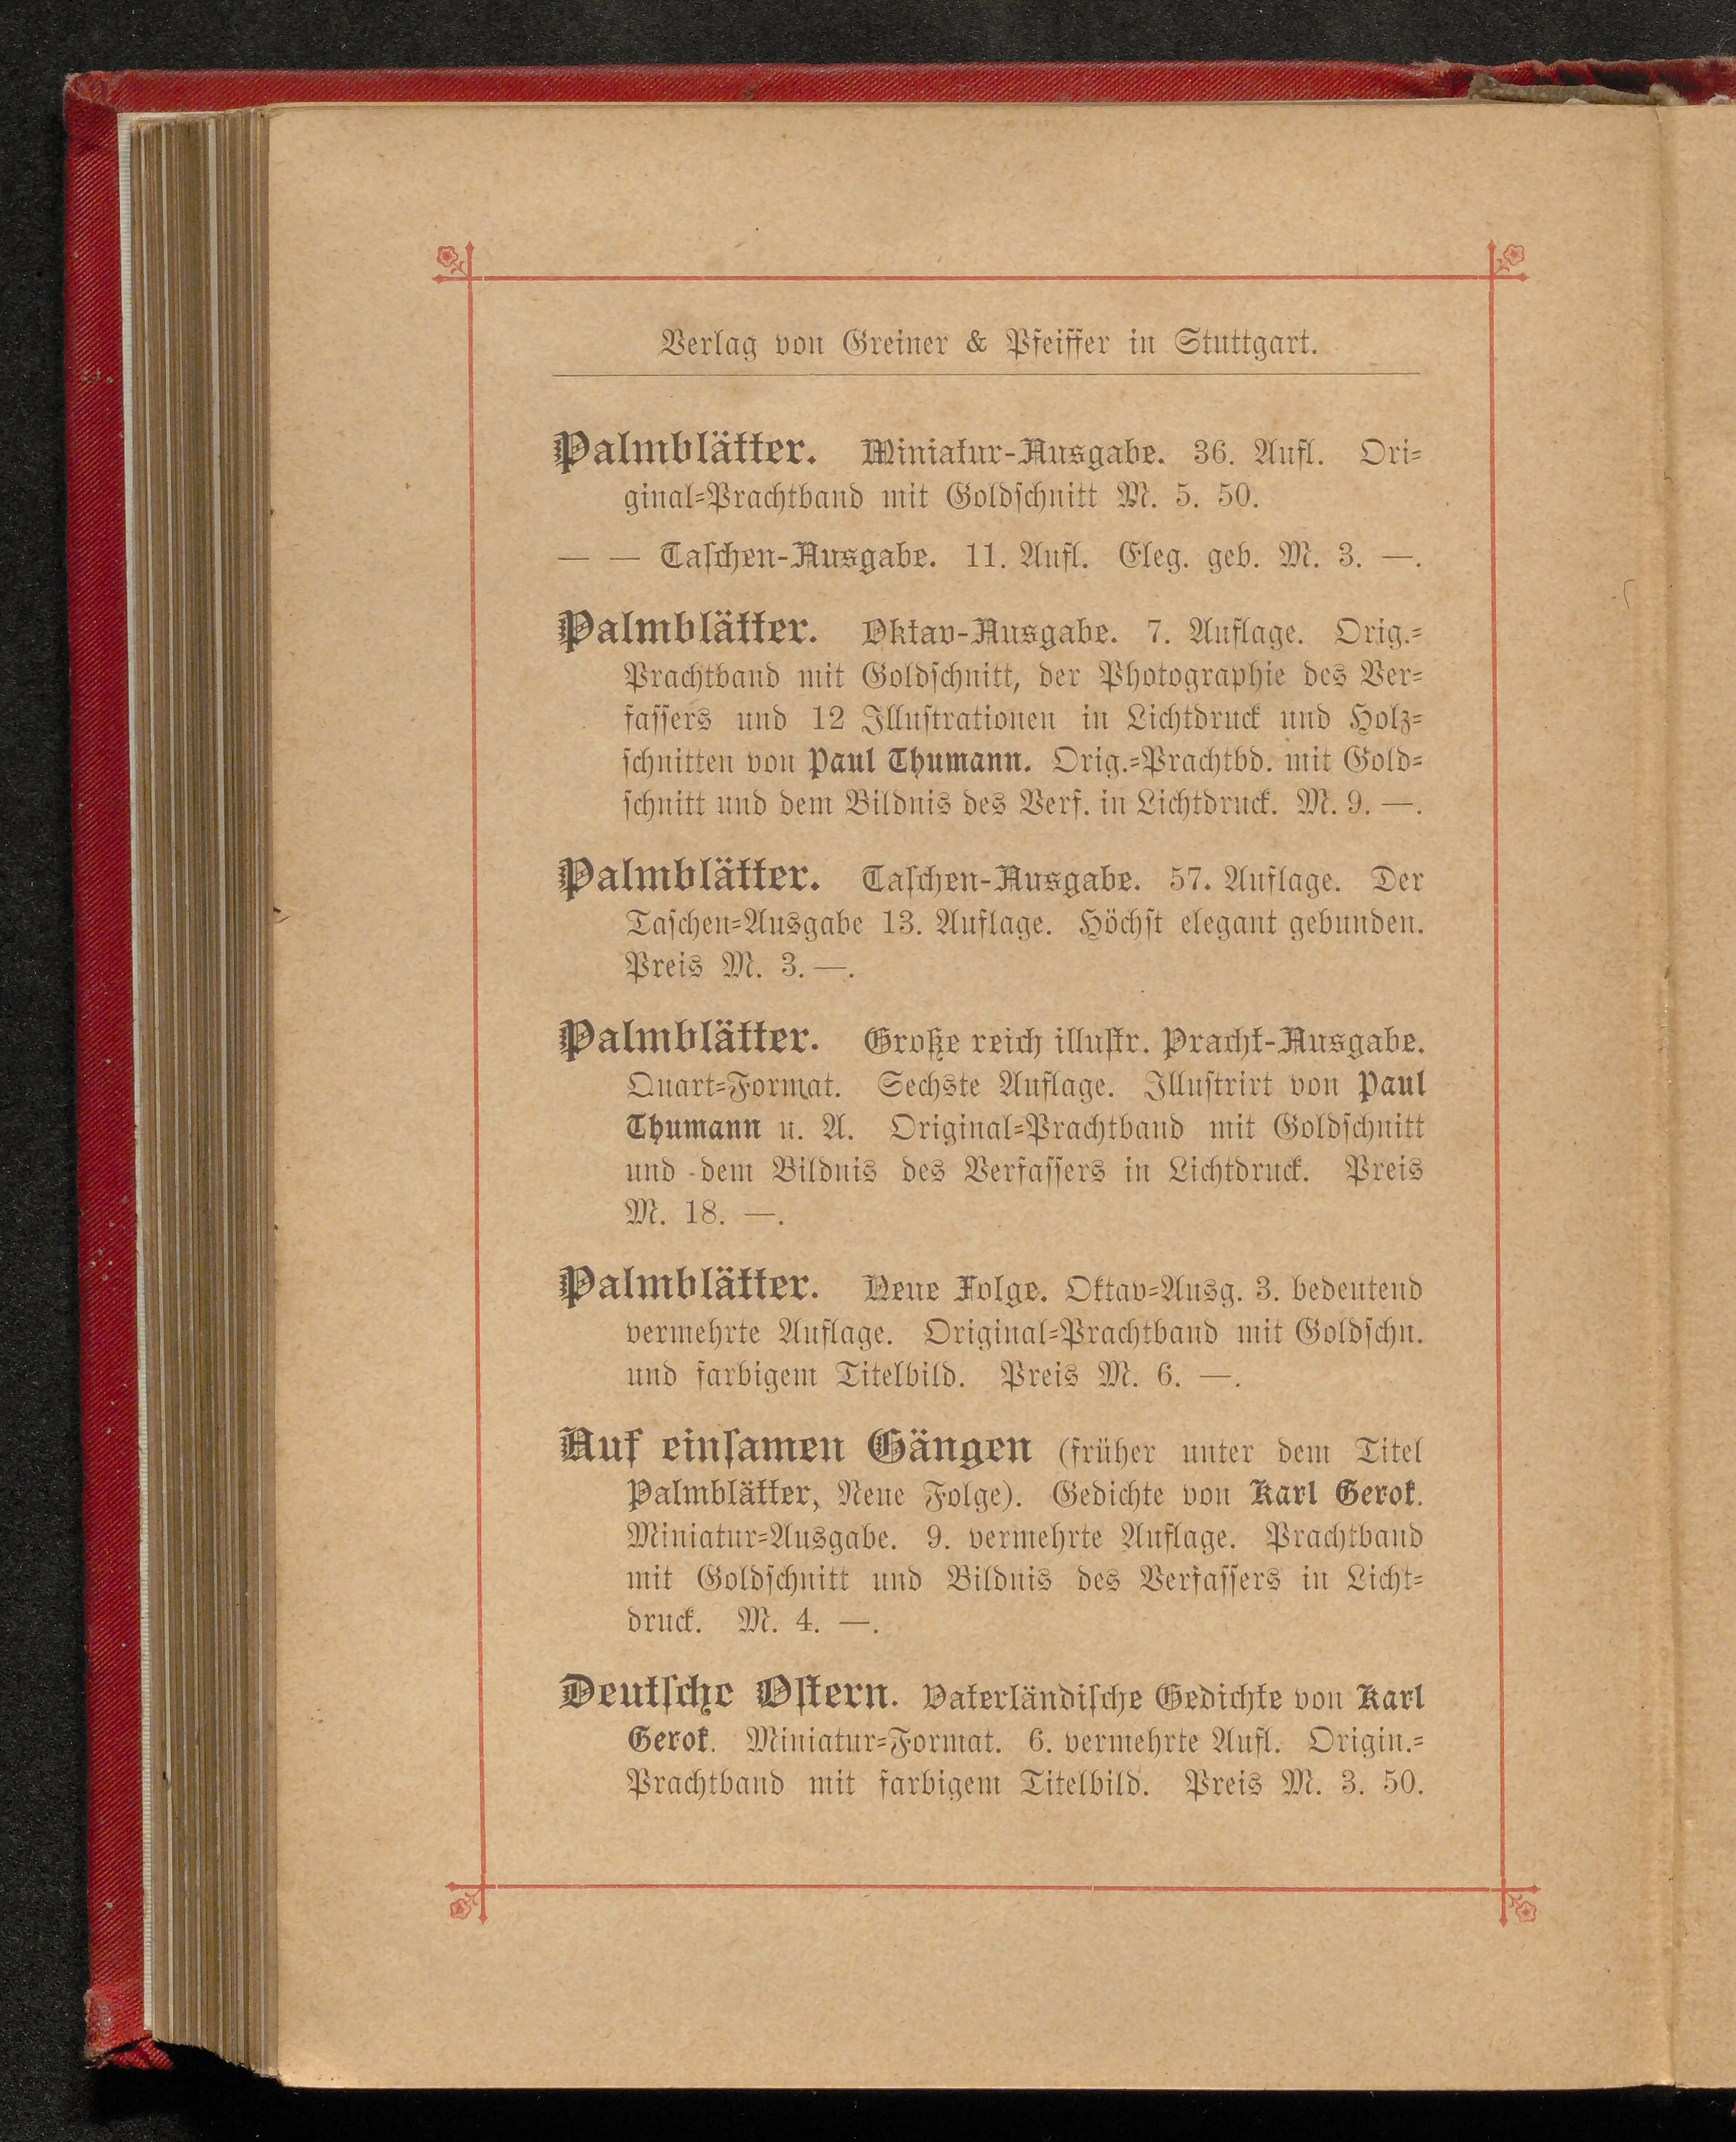 Verlag von Greiner & Pfeiffer in Stuttgart.
Palmblätter. Miniatur-Ausgabe. 36. Aufl. Ori-
ginal-Prachtband mit Goldſchnitt M. 5. 50.
— — Taſchen-Ausgabe. 11. Aufl. Eleg. geb. M. 3. —.
Palmblätter. Oktav-Ausgabe. 7. Auflage. Orig.-
Prachtband mit Goldſchnitt, der Photographie des Ver-
faſſers und 12 Illuſtrationen in Lichtdruck und Holz-
ſchnitten von Paul Thumann. Orig.-Prachtbd. mit Gold-
ſchnitt und dem Bildnis des Verf. in Lichtdruck. M. 9. —.
Palmblätter. Taſchen-Ausgabe. 57. Auflage. Der
Taſchen-Ausgabe 13. Auflage. Höchſt elegant gebunden.
Preis M. 3. —.
Palmblätter. Große reich illuſtr. Pracht-Ausgabe.
Quart-Format. Sechste Auflage. Illuſtrirt von Paul
Thumann u. A. Original-Prachtband mit Goldſchnitt
und dem Bildnis des Verfaſſers in Lichtdruck. Preis
M. 18. —.
Palmblätter. Neue Folge. Oktav-Ausg. 3. bedeutend
vermehrte Auflage. Original-Prachtband mit Goldſchn.
und farbigem Titelbild. Preis M. 6. —.
Auf einſamen Gängen (früher unter dem Titel
Palmblätter, Neue Folge). Gedichte von Karl Gerok.
Miniatur-Ausgabe. 9. vermehrte Auflage. Prachtband
mit Goldſchnitt und Bildnis des Verfaſſers in Licht-
druck. M. 4. —.
Deutſche Oſtern. Vaterländiſche Gedichte von Karl
Gerok. Miniatur-Format. 6. vermehrte Aufl. Origin.-
Prachtband mit farbigem Titelbild. Preis M. 3. 50.